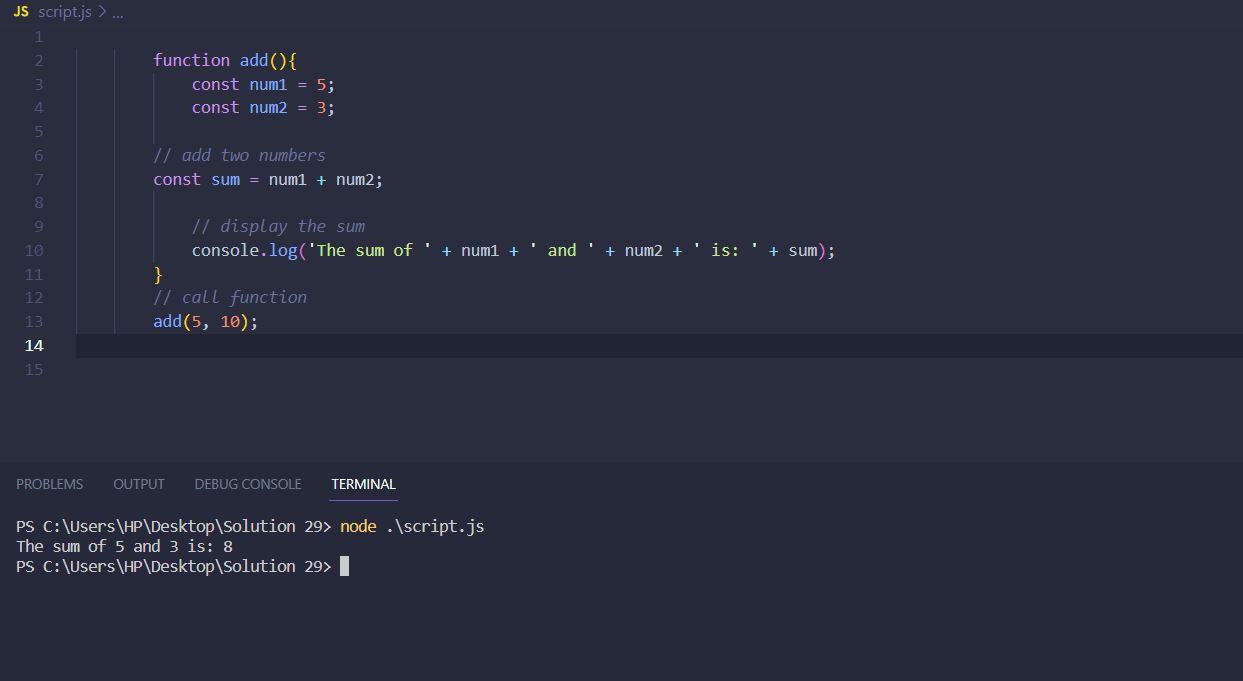 JS script.js > ...
1
2 function add(){
3 const num1 = 5;
4 const num2 = 3;
5
6 // add two numbers
7 const sum = num1 + num2;
8
9 // display the sum
10 console.log('The sum of ' + num1 + ' and ' + num2 + ' is: ' + sum);
11 }
12 // call function
13 add(5, 10);
14
15
PROBLEMS OUTPUT DEBUG CONSOLE TERMINAL
PS C:\Users\HP\Desktop\Solution 29> node .\script.js
The sum of 5 and 3 is: 8
PS C:\Users\HP\Desktop\Solution 29>